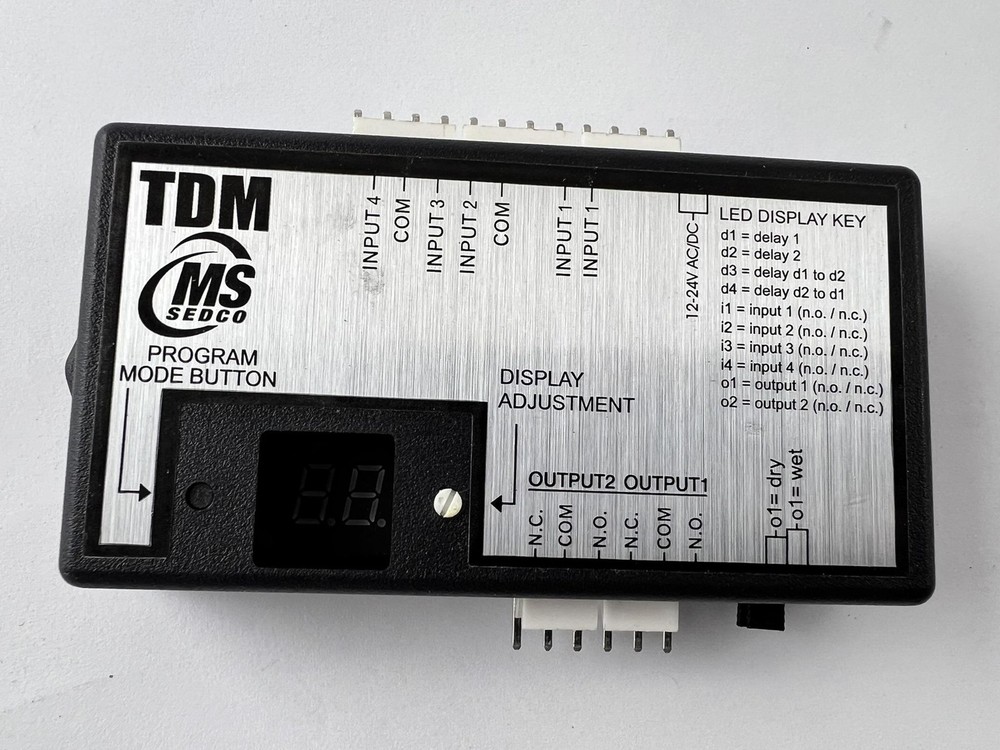 TDM
MS
SEDCO
PROGRAM
MODE BUTTON
INPUT 4
COM
INPUT 3
INPUT 2
COM
INPUT 1
INPUT 1
12-24V AC/DC
LED DISPLAY KEY
d1 = delay 1
d2 = delay 2
d3 = delay d1 to d2
d4 = delay d2 to d1
i1 = input 1 (n.o. / n.c.)
i2 = input 2 (n.o. / n.c.)
i3 = input 3 (n.o. / n.c.)
i4 = input 4 (n.o. / n.c.)
o1 = output 1 (n.o. / n.c.)
o2 = output 2 (n.o. / n.c.)
DISPLAY
ADJUSTMENT
OUTPUT2 OUTPUT1
N.C.
COM
N.O.
N.C.
COM
N.O.
o1= dry
o1= wet
8.8.